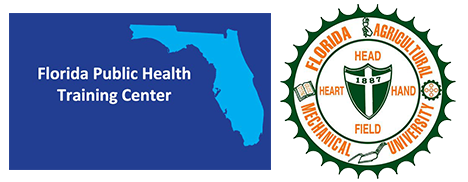 Florida Public Health
Training Center
FLORIDA AGRICULTURAL
MECHANICAL UNIVERSITY
HEAD
1887
HEART HAND
FIELD